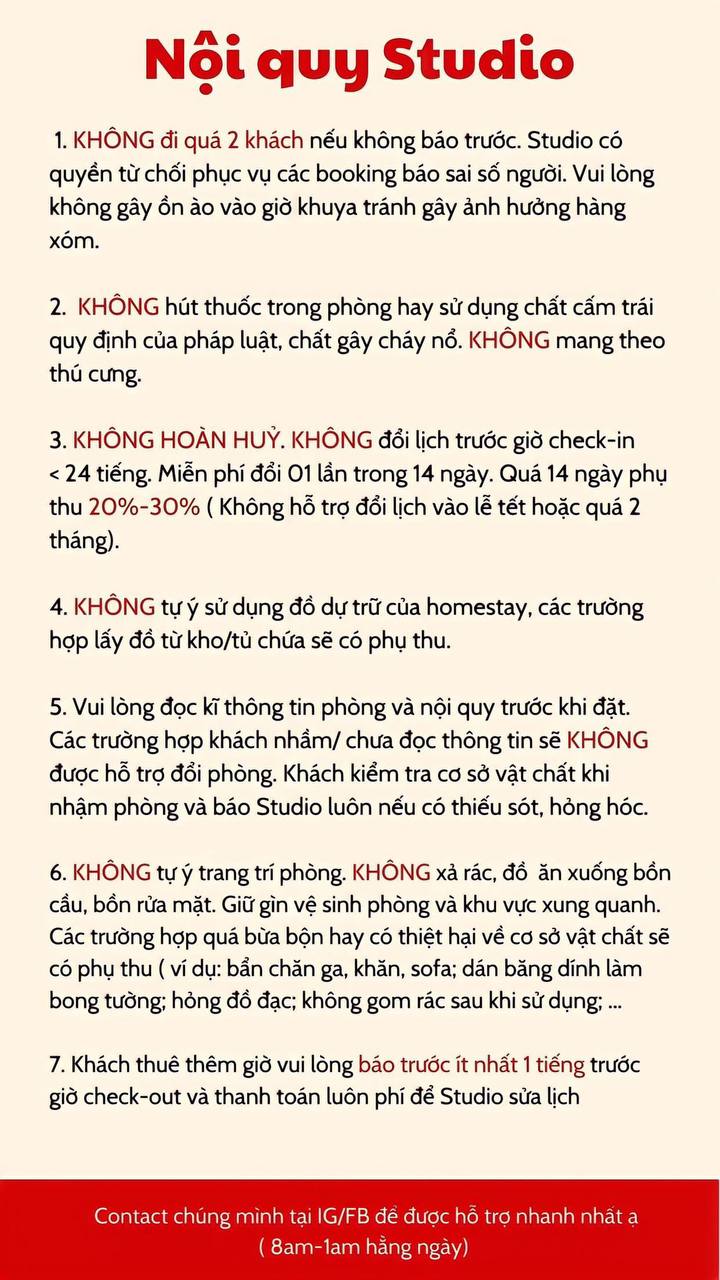 Nội quy Studio
1. KHÔNG đi quá 2 khách nếu không báo trước. Studio có
quyền từ chối phục vụ các booking báo sai số người. Vui lòng
không gây ồn ào vào giờ khuya tránh gây ảnh hưởng hàng
xóm.
2. KHÔNG hút thuốc trong phòng hay sử dụng chất cấm trái
quy định của pháp luật, chất gây cháy nổ. KHÔNG mang theo
thú cưng.
3. KHÔNG HOÀN HUỶ. KHÔNG đổi lịch trước giờ check-in
< 24 tiếng. Miễn phí đổi 01 lần trong 14 ngày. Quá 14 ngày phụ
thu 20%-30% ( Không hỗ trợ đổi lịch vào lễ tết hoặc quá 2
tháng).
4. KHÔNG tự ý sử dụng đồ dự trữ của homestay, các trường
hợp lấy đồ từ kho/tủ chứa sẽ có phụ thu.
5. Vui lòng đọc kĩ thông tin phòng và nội quy trước khi đặt.
Các trường hợp khách nhầm/ chưa đọc thông tin sẽ KHÔNG
được hỗ trợ đổi phòng. Khách kiểm tra cơ sở vật chất khi
nhậm phòng và báo Studio luôn nếu có thiếu sót, hỏng hóc.
6. KHÔNG tự ý trang trí phòng. KHÔNG xả rác, đồ ăn xuống bồn
cầu, bồn rửa mặt. Giữ gìn vệ sinh phòng và khu vực xung quanh.
Các trường hợp quá bừa bộn hay có thiệt hại về cơ sở vật chất sẽ
có phụ thu ( ví dụ: bẩn chăn ga, khăn, sofa; dán băng dính làm
bong tường; hỏng đồ đạc; không gom rác sau khi sử dụng; ...
7. Khách thuê thêm giờ vui lòng báo trước ít nhất 1 tiếng trước
giờ check-out và thanh toán luôn phí để Studio sửa lịch
Contact chúng mình tại IG/FB để được hỗ trợ nhanh nhất ạ
( 8am-1am hằng ngày)